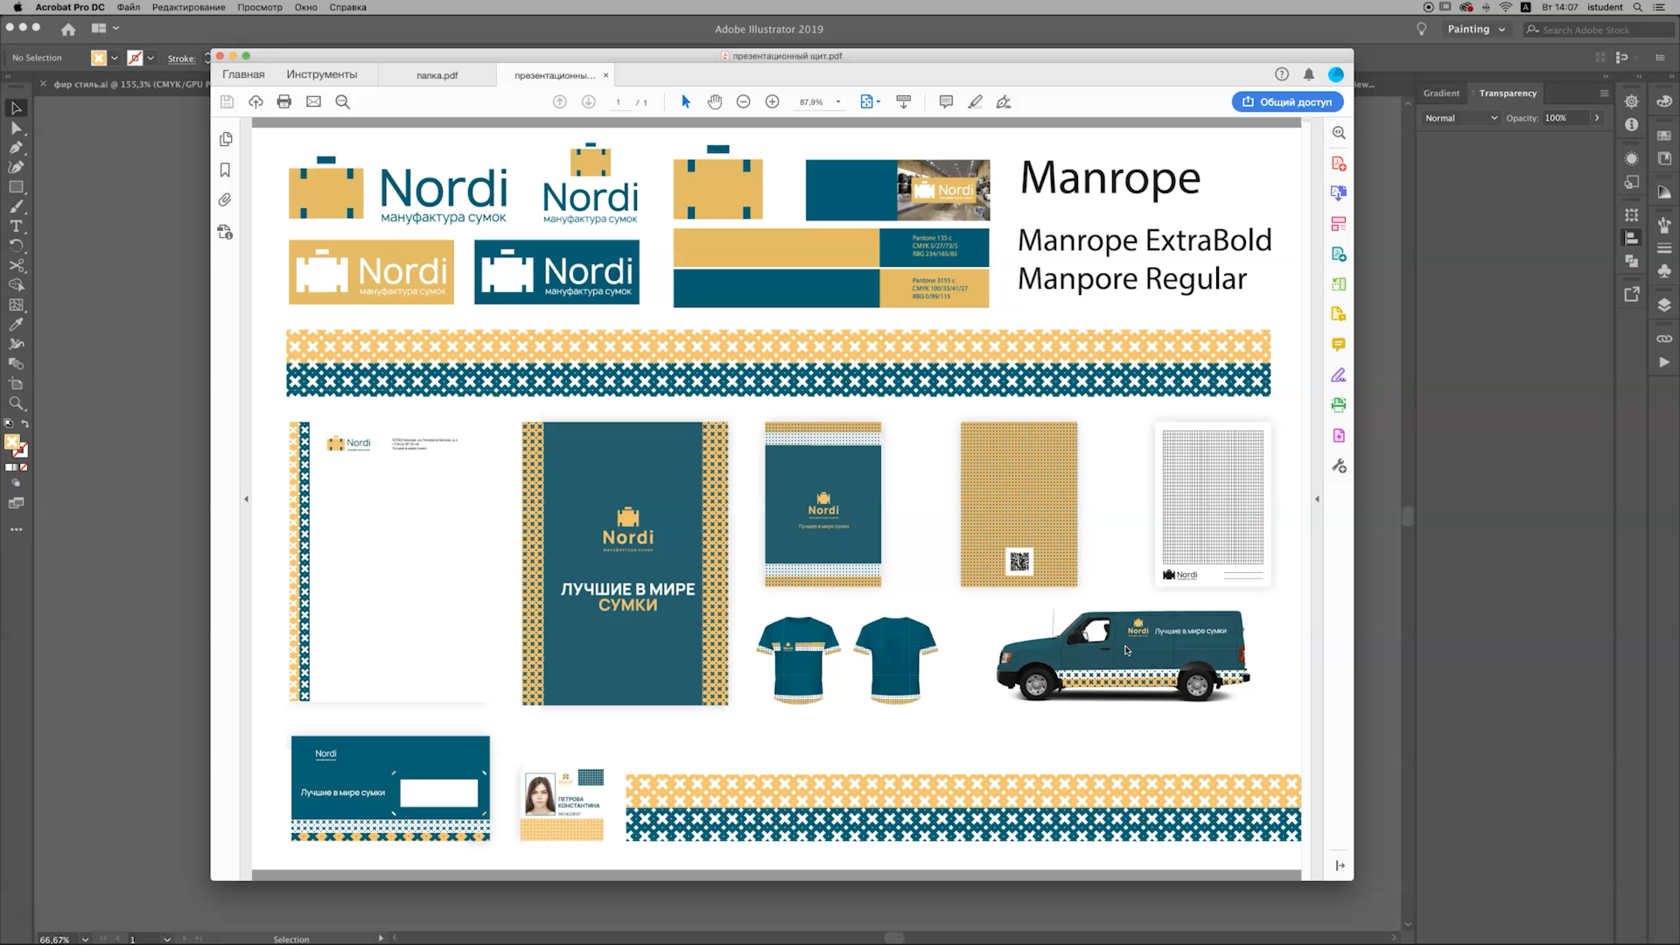 Acrobat Pro DC Файл Редактирование Просмотр Окно Справка
Вт 14:07 istudent
Adobe Illustrator 2019
Painting
Search Adobe Stock
No Selection
Stroke:
презентационный щит.pdf
фир стиль.ai @ 155,3% (CMYK/GPU P
Главная Инструменты папка.pdf презентационны... ×
Gradient Transparency
1 / 1
87,9%
Общий доступ
Normal
Opacity: 100%
Nordi
мануфактура сумок
Nordi
мануфактура сумок
Nordi
Manrope
Nordi
мануфактура сумок
Nordi
мануфактура сумок
Pantone 135 c
CMYK 5/27/73/5
RBG 234/185/85
Pantone 3155 c
CMYK 100/33/41/27
RBG 0/99/115
Manrope ExtraBold
Manpore Regular
Nordi
Nordi
мануфактура сумок
ЛУЧШИЕ В МИРЕ
СУМКИ
Nordi
Лучшие в мире сумки
Nordi
Nordi
Лучшие в мире сумки
Nordi
Лучшие в мире сумки
ПЕТРОВА
КОНСТАНТИНА
МЕНЕДЖЕР
66,67%
1
Selection